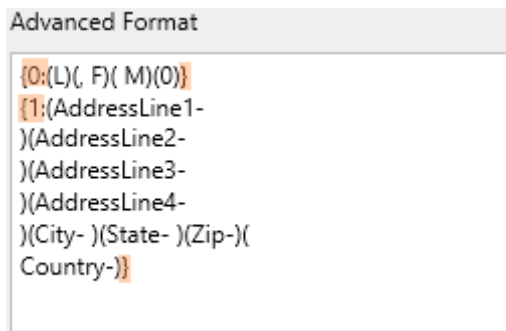 Advanced Format
{0:(L)(, F)( M)(0)}
{1:(AddressLine1-
)(AddressLine2-
)(AddressLine3-
)(AddressLine4-
)(City- )(State- )(Zip-)(
Country-)}